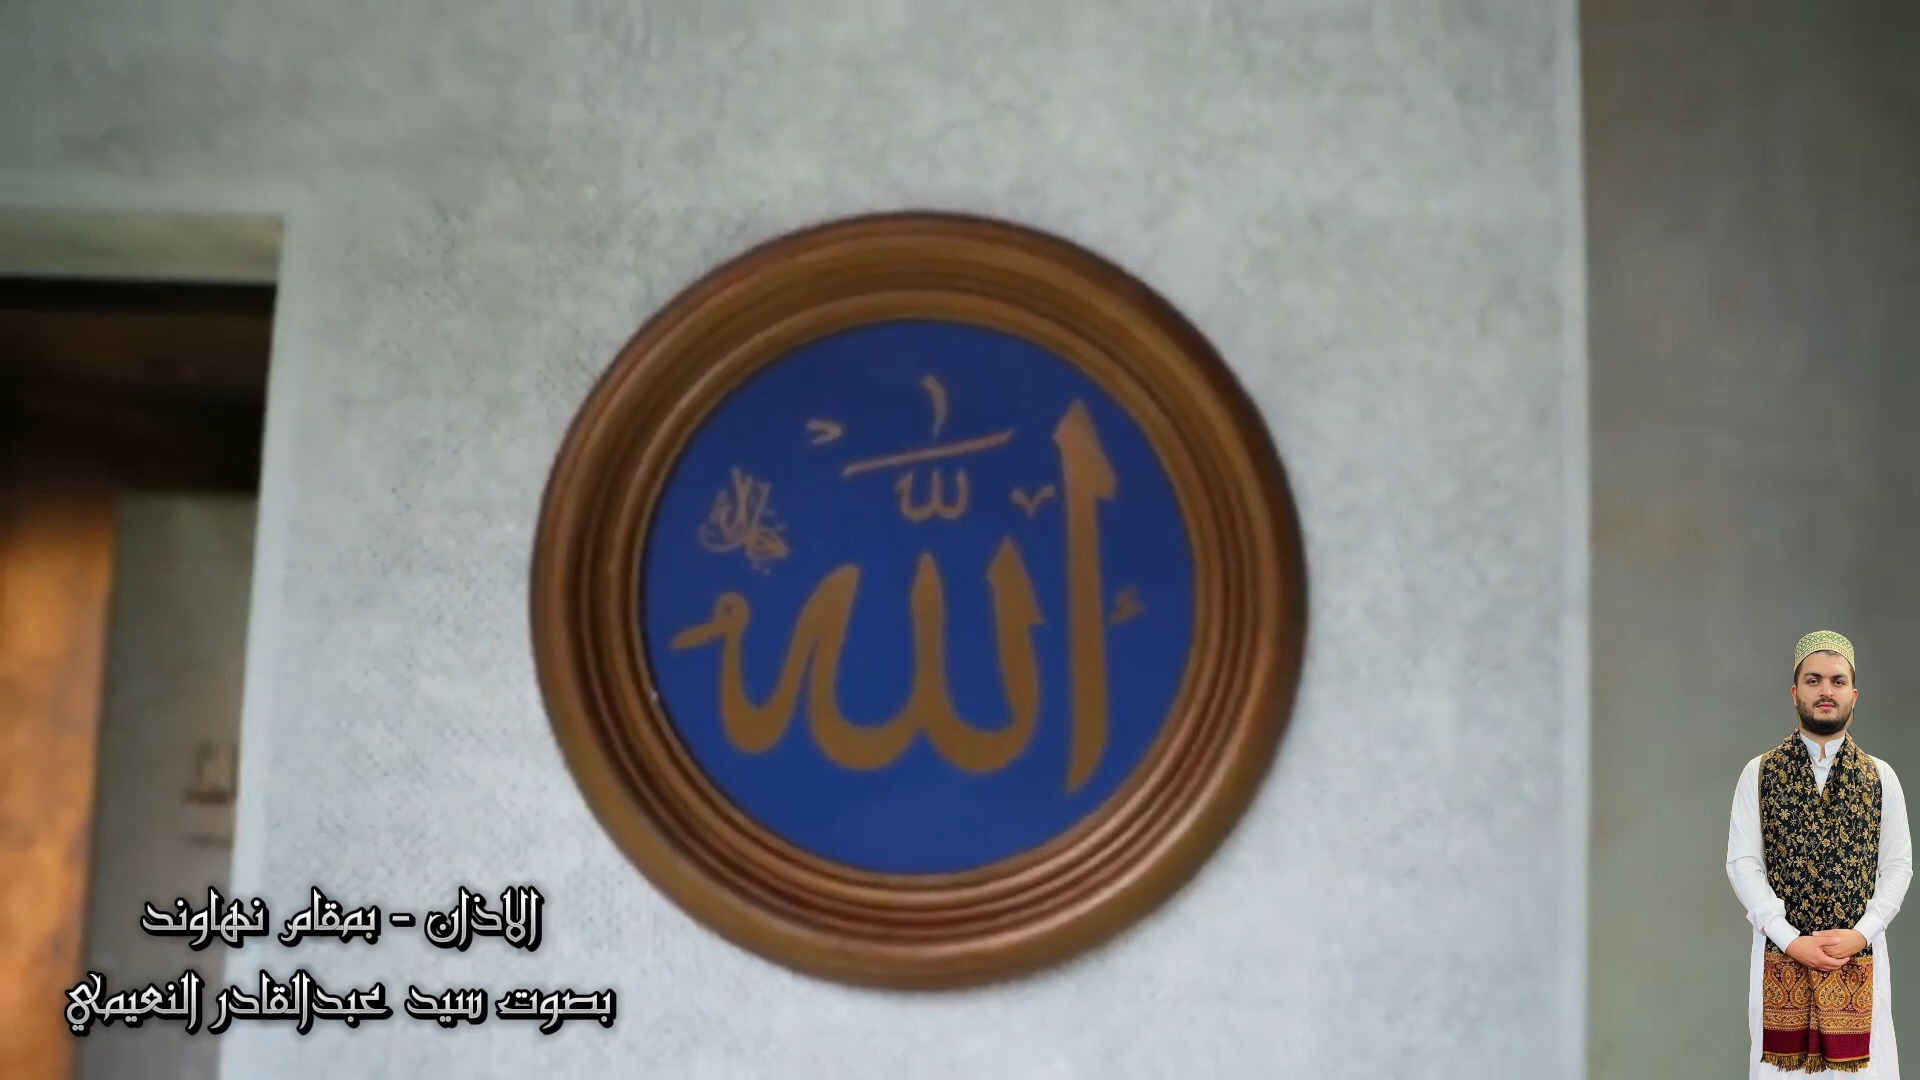 الله
جل جلاله
الاذان - بمقام نهاوند
بصوت سيد عبدالقادر النعيمي